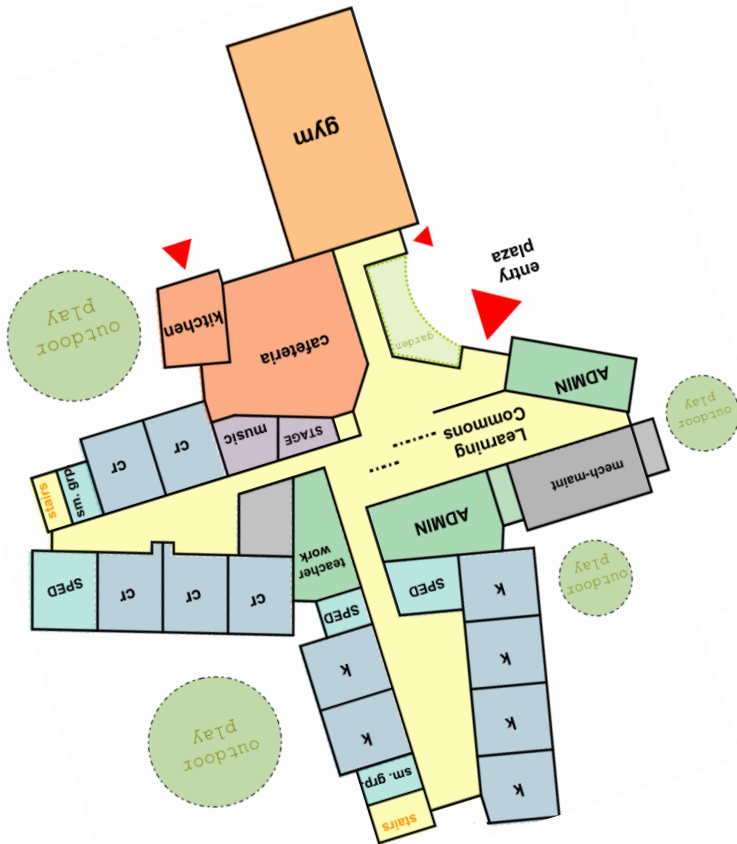 gym
entry
plaza
kitchen
outdoor
play
cafeteria
garden
ADMIN
outdoor
play
Learning
Commons
music
STAGE
cr
cr
sm. grp.
stairs
mech-maint
ADMIN
teacher
work
SPED
cr
cr
cr
SPED
SPED
k
outdoor
play
k
k
k
k
k
outdoor
play
sm. grp.
stairs